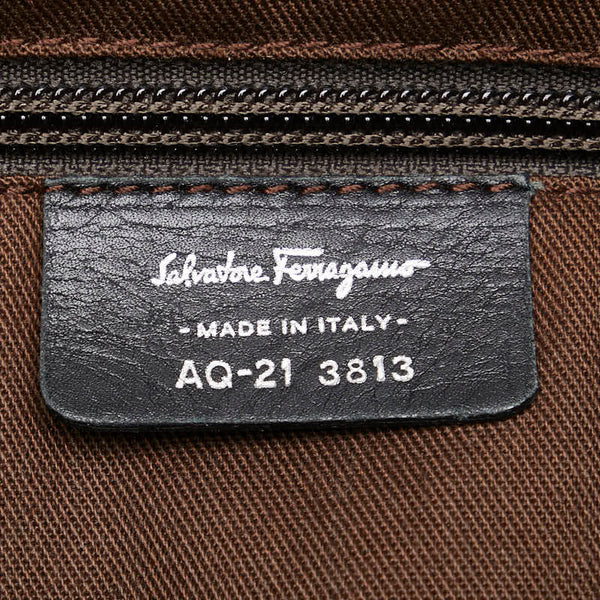 Salvatore Ferragamo
- MADE IN ITALY -
AQ-21 3813